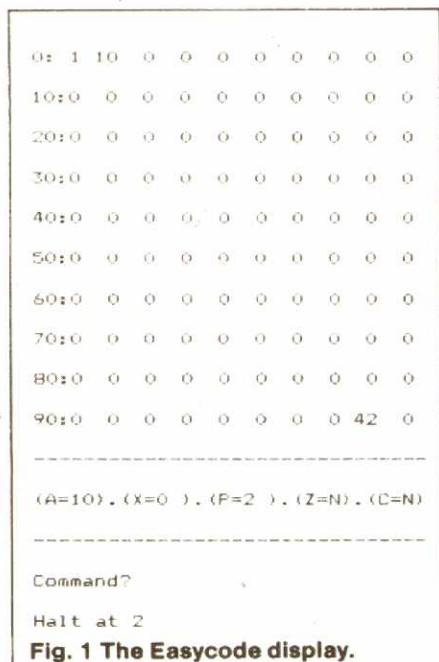 0: 1 10 0 0 0 0 0 0 0 0
10:0 0 0 0 0 0 0 0 0 0
20:0 0 0 0 0 0 0 0 0 0
30:0 0 0 0 0 0 0 0 0 0
40:0 0 0 0 0 0 0 0 0 0
50:0 0 0 0 0 0 0 0 0 0
60:0 0 0 0 0 0 0 0 0 0
70:0 0 0 0 0 0 0 0 0 0
80:0 0 0 0 0 0 0 0 0 0
90:0 0 0 0 0 0 0 0 42 0
(A=10).(X=0 ).(P=2 ).(Z=N).(C=N)
Command?
Halt at 2
Fig. 1 The Easycode display.